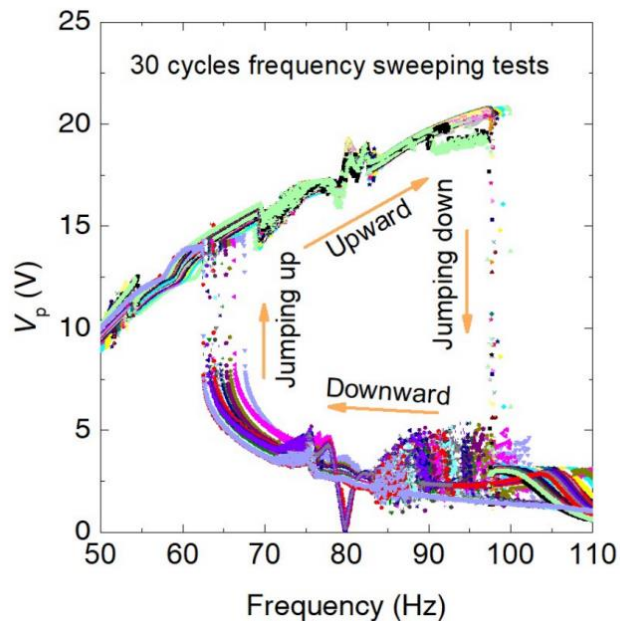 25
30 cycles frequency sweeping tests
20
15
10
5
0
V_p (V)
Upward
Jumping up
Jumping down
Downward
50 60 70 80 90 100 110
Frequency (Hz)